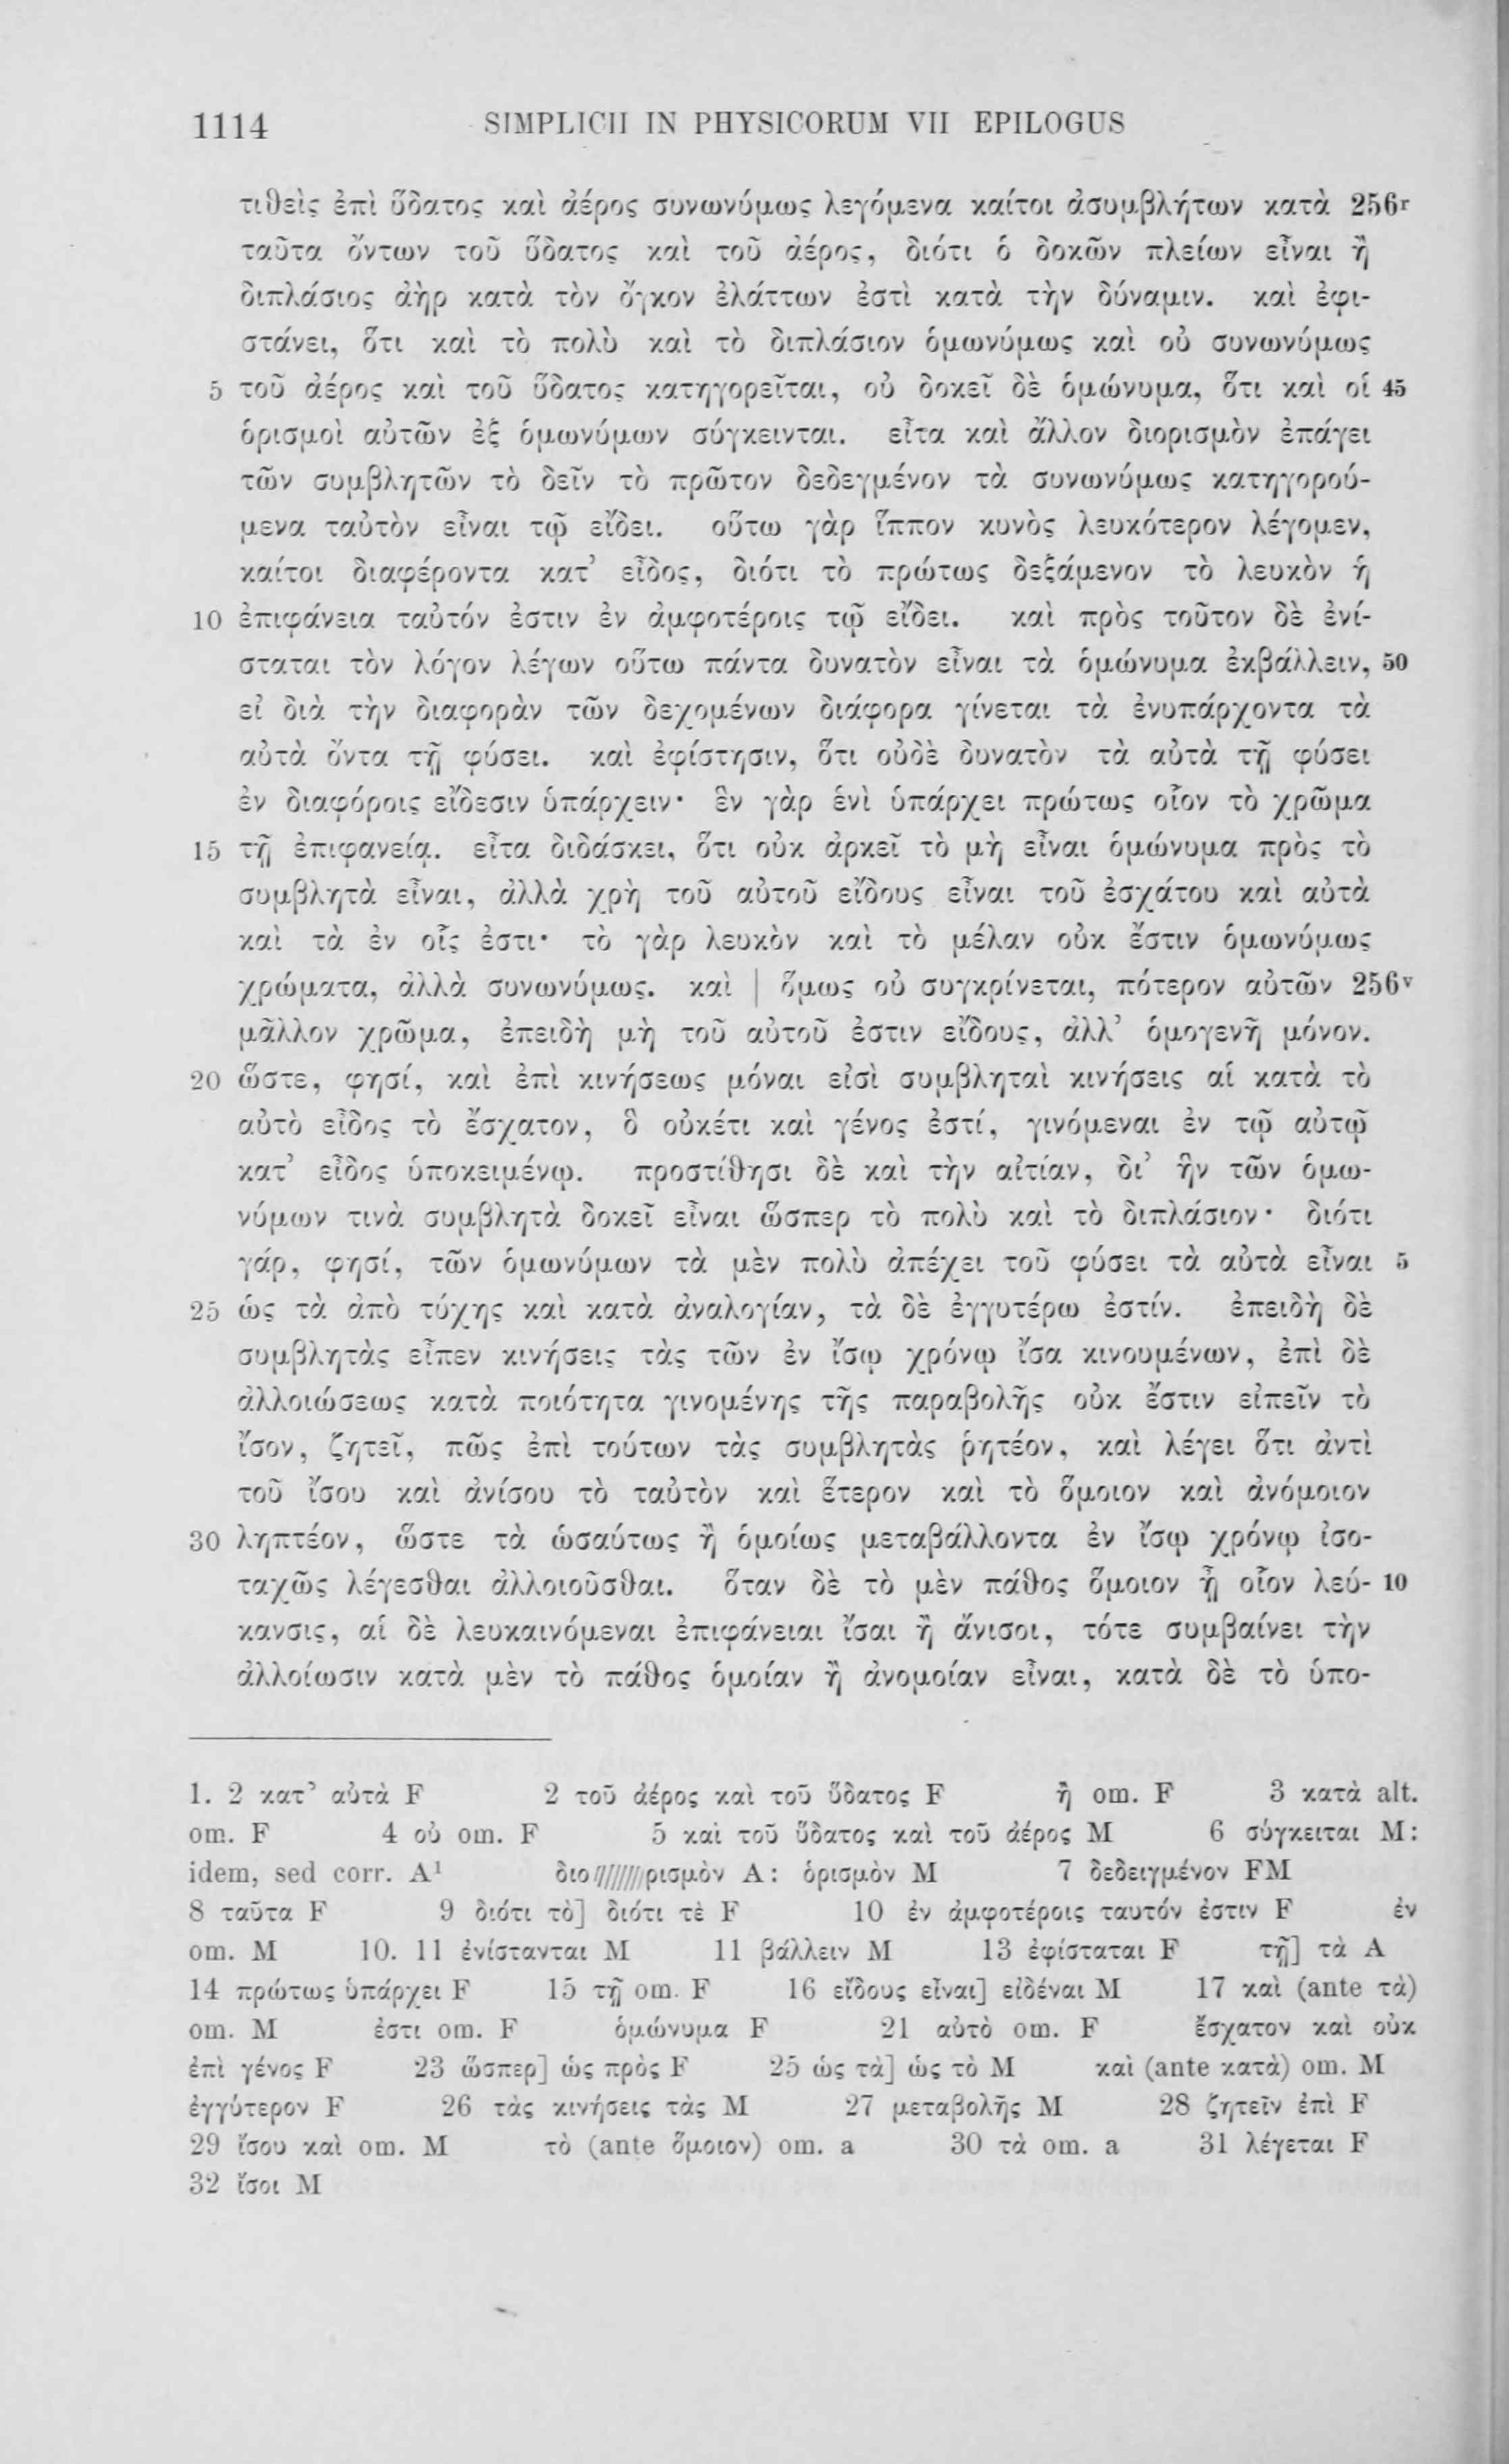 1114 SIMPLICII IN PHYSICORUM VII EPILOGUS
τιθεὶς ἐπὶ ὕδατος καὶ ἀέρος συνωνύμως λεγόμενα καίτοι ἀσυμβλήτων κατὰ 256r
ταῦτα ὄντων τοῦ ὕδατος καὶ τοῦ ἀέρος, διότι ὁ δοκῶν πλείων εἶναι ἢ
διπλάσιος ἀὴρ κατὰ τὸν ὄγκον ἐλάττων ἐστὶ κατὰ τὴν δύναμιν. καὶ ἐφι-
στάνει, ὅτι καὶ τὸ πολὺ καὶ τὸ διπλάσιον ὁμωνύμως καὶ οὐ συνωνύμως
5 τοῦ ἀέρος καὶ τοῦ ὕδατος κατηγορεῖται, οὐ δοκεῖ δὲ ὁμώνυμα, ὅτι καὶ οἱ 45
ὁρισμοὶ αὐτῶν ἐξ ὁμωνύμων σύγκεινται. εἶτα καὶ ἄλλον διορισμὸν ἐπάγει
τῶν συμβλητῶν τὸ δεῖν τὸ πρῶτον δεδεγμένον τὰ συνωνύμως κατηγορού-
μενα ταὐτὸν εἶναι τῷ εἴδει. οὕτω γὰρ ἵππον κυνὸς λευκότερον λέγομεν,
καίτοι διαφέροντα κατ᾽ εἶδος, διότι τὸ πρώτως δεξάμενον τὸ λευκὸν ἡ
10 ἐπιφάνεια ταὐτόν ἐστιν ἐν ἀμφοτέροις τῷ εἴδει. καὶ πρὸς τοῦτον δὲ ἐνί-
σταται τὸν λόγον λέγων οὕτω πάντα δυνατὸν εἶναι τὰ ὁμώνυμα ἐκβάλλειν, 50
εἰ διὰ τὴν διαφορὰν τῶν δεχομένων διάφορα γίνεται τὰ ἐνυπάρχοντα τὰ
αὐτὰ ὄντα τῇ φύσει. καὶ ἐφίστησιν, ὅτι οὐδὲ δυνατὸν τὰ αὐτὰ τῇ φύσει
ἐν διαφόροις εἴδεσιν ὑπάρχειν· ἓν γὰρ ἑνὶ ὑπάρχει πρώτως οἷον τὸ χρῶμα
15 τῇ ἐπιφανείᾳ. εἶτα διδάσκει, ὅτι οὐκ ἀρκεῖ τὸ μὴ εἶναι ὁμώνυμα πρὸς τὸ
συμβλητὰ εἶναι, ἀλλὰ χρὴ τοῦ αὐτοῦ εἴδους εἶναι τοῦ ἐσχάτου καὶ αὐτὰ
καὶ τὰ ἐν οἷς ἐστι· τὸ γὰρ λευκὸν καὶ τὸ μέλαν οὐκ ἔστιν ὁμωνύμως
χρώματα, ἀλλὰ συνωνύμως. καὶ | ὅμως οὐ συγκρίνεται, πότερον αὐτῶν 256v
μᾶλλον χρῶμα, ἐπειδὴ μὴ τοῦ αὐτοῦ ἐστιν εἴδους, ἀλλ᾽ ὁμογενῆ μόνον.
20 ὥστε, φησί, καὶ ἐπὶ κινήσεως μόναι εἰσὶ συμβληταὶ κινήσεις αἱ κατὰ τὸ
αὐτὸ εἶδος τὸ ἔσχατον, ὃ οὐκέτι καὶ γένος ἐστί, γινόμεναι ἐν τῷ αὐτῷ
κατ᾽ εἶδος ὑποκειμένῳ. προστίθησι δὲ καὶ τὴν αἰτίαν, δι᾽ ἣν τῶν ὁμω-
νύμων τινὰ συμβλητὰ δοκεῖ εἶναι ὥσπερ τὸ πολὺ καὶ τὸ διπλάσιον· διότι
γάρ, φησί, τῶν ὁμωνύμων τὰ μὲν πολὺ ἀπέχει τοῦ φύσει τὰ αὐτὰ εἶναι 5
25 ὡς τὰ ἀπὸ τύχης καὶ κατὰ ἀναλογίαν, τὰ δὲ ἐγγυτέρω ἐστίν. ἐπειδὴ δὲ
συμβλητὰς εἶπεν κινήσεις τὰς τῶν ἐν ἴσῳ χρόνῳ ἴσα κινουμένων, ἐπὶ δὲ
ἀλλοιώσεως κατὰ ποιότητα γινομένης τῆς παραβολῆς οὐκ ἔστιν εἰπεῖν τὸ
ἴσον, ζητεῖ, πῶς ἐπὶ τούτων τὰς συμβλητὰς ῥητέον, καὶ λέγει ὅτι ἀντὶ
τοῦ ἴσου καὶ ἀνίσου τὸ ταὐτὸν καὶ ἕτερον καὶ τὸ ὅμοιον καὶ ἀνόμοιον
30 ληπτέον, ὥστε τὰ ὡσαύτως ἢ ὁμοίως μεταβάλλοντα ἐν ἴσῳ χρόνῳ ἰσο-
ταχῶς λέγεσθαι ἀλλοιοῦσθαι. ὅταν δὲ τὸ μὲν πάθος ὅμοιον ᾖ οἷον λεύ- 10
κανσις, αἱ δὲ λευκαινόμεναι ἐπιφάνειαι ἴσαι ἢ ἄνισοι, τότε συμβαίνει τὴν
ἀλλοίωσιν κατὰ μὲν τὸ πάθος ὁμοίαν ἢ ἀνομοίαν εἶναι, κατὰ δὲ τὸ ὑπο-
1. 2 κατ᾽ αὐτὰ F 2 τοῦ ἀέρος καὶ τοῦ ὕδατος F ἢ om. F 3 κατὰ alt.
om. F 4 οὐ om. F 5 καὶ τοῦ ὕδατος καὶ τοῦ ἀέρος M 6 σύγκειται M:
idem, sed corr. A¹ διο///////ρισμὸν A: ὁρισμὸν M 7 δεδειγμένον FM
8 ταῦτα F 9 διότι τὸ] διότι τὲ F 10 ἐν ἀμφοτέροις ταυτόν ἐστιν F ἐν
om. M 10. 11 ἐνίστανται M 11 βάλλειν M 13 ἐφίσταται F τῇ] τὰ A
14 πρώτως ὑπάρχει F 15 τῇ om. F 16 εἴδους εἶναι] εἰδέναι M 17 καὶ (ante τὰ)
om. M ἐστι om. F ὁμώνυμα F 21 αὐτὸ om. F ἔσχατον καὶ οὐκ
ἐπὶ γένος F 23 ὥσπερ] ὡς πρὸς F 25 ὡς τὰ] ὡς τὸ M καὶ (ante κατὰ) om. M
ἐγγύτερον F 26 τὰς κινήσεις τὰς M 27 μεταβολῆς M 28 ζητεῖν ἐπὶ F
29 ἴσου καὶ om. M τὸ (ante ὅμοιον) om. a 30 τὰ om. a 31 λέγεται F
32 ἴσοι M